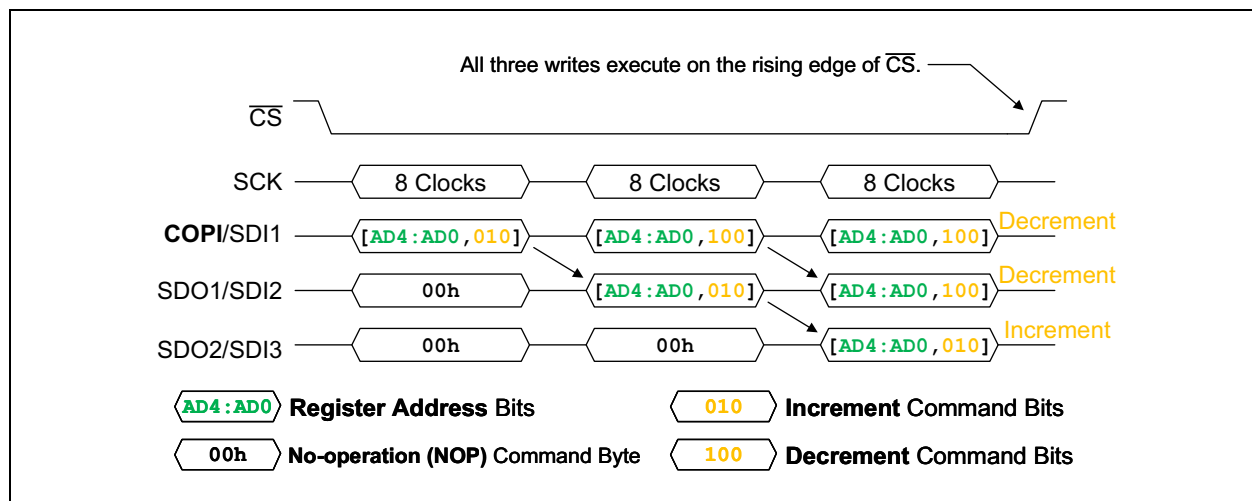 All three writes execute on the rising edge of C̅S̅.
C̅S̅
SCK 8 Clocks 8 Clocks 8 Clocks
COPI/SDI1 [AD4:AD0,010] [AD4:AD0,100] [AD4:AD0,100] Decrement
SDO1/SDI2 00h [AD4:AD0,010] [AD4:AD0,100] Decrement
SDO2/SDI3 00h 00h [AD4:AD0,010] Increment
AD4:AD0 Register Address Bits 010 Increment Command Bits
00h No-operation (NOP) Command Byte 100 Decrement Command Bits